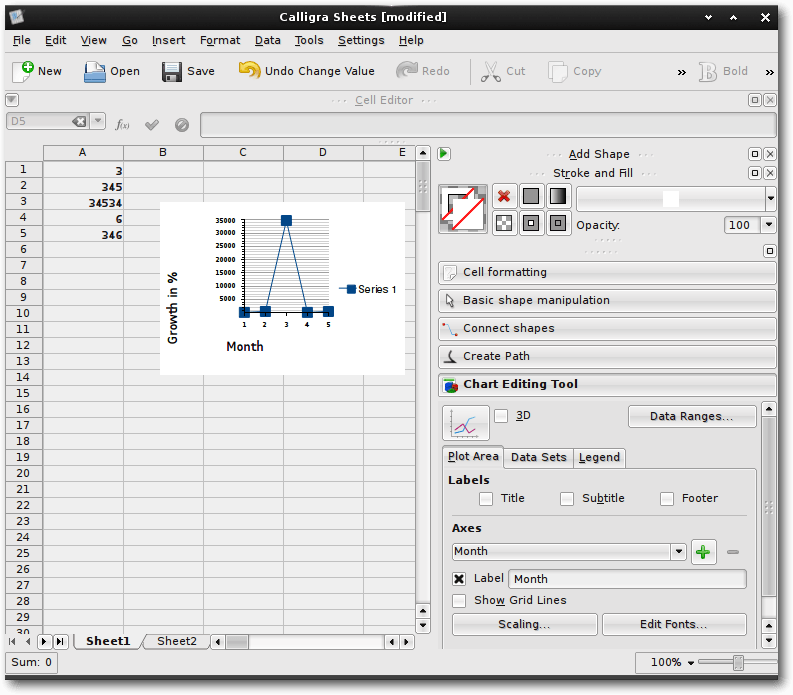 Calligra Sheets [modified]
File Edit View Go Insert Format Data Tools Settings Help
New Open Save Undo Change Value Redo Cut Copy » Bold »
Cell Editor
D5 f(x)
A B C D E
1 3
2 345
3 34534
4 6
5 346
6
7
8
9
10
11
12
13
14
15
16
17
18
19
20
21
22
23
24
25
26
27
28
29
30
35000
30000
25000
20000
15000
10000
5000
1 2 3 4 5
Growth in %
Month
Series 1
Add Shape
Stroke and Fill
Opacity: 100
Cell formatting
Basic shape manipulation
Connect shapes
Create Path
Chart Editing Tool
3D Data Ranges...
Plot Area Data Sets Legend
Labels
Title Subtitle Footer
Axes
Month
Label Month
Show Grid Lines
Scaling... Edit Fonts...
Sheet1 Sheet2
Sum: 0 100%